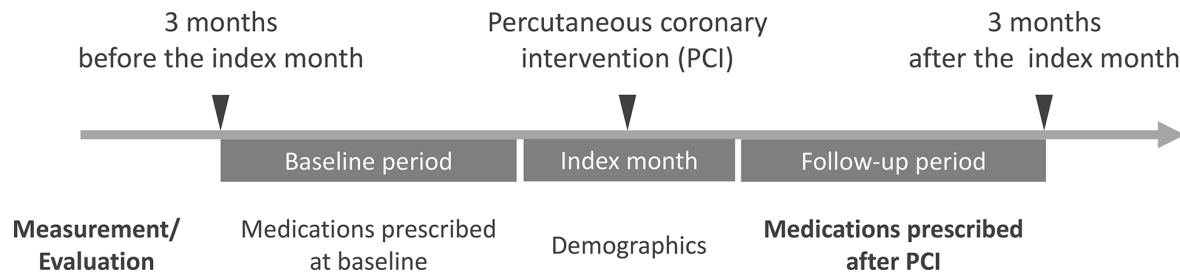 3 months
before the index month
Percutaneous coronary
intervention (PCI)
3 months
after the  index month
Baseline period
Index month
Follow-up period
Measurement/
Evaluation
Medications prescribed
at baseline
Demographics
Medications prescribed
after PCI